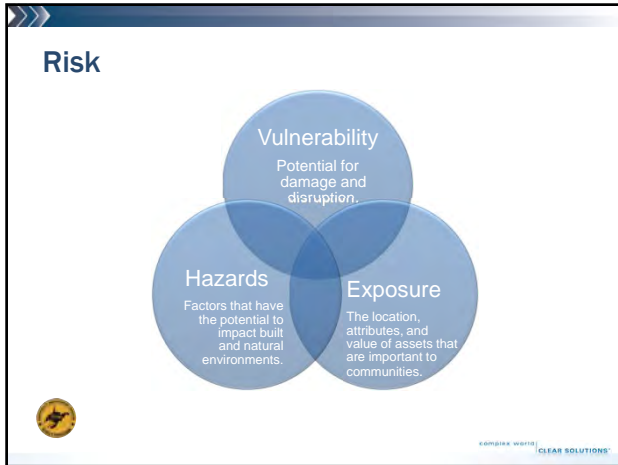 Risk
Vulnerability
Potential for
damage and
disruption.
Hazards
Factors that have
the potential to
impact built
and natural
environments.
Exposure
The location,
attributes, and
value of assets that
are important to
communities.
complex world
CLEAR SOLUTIONS™